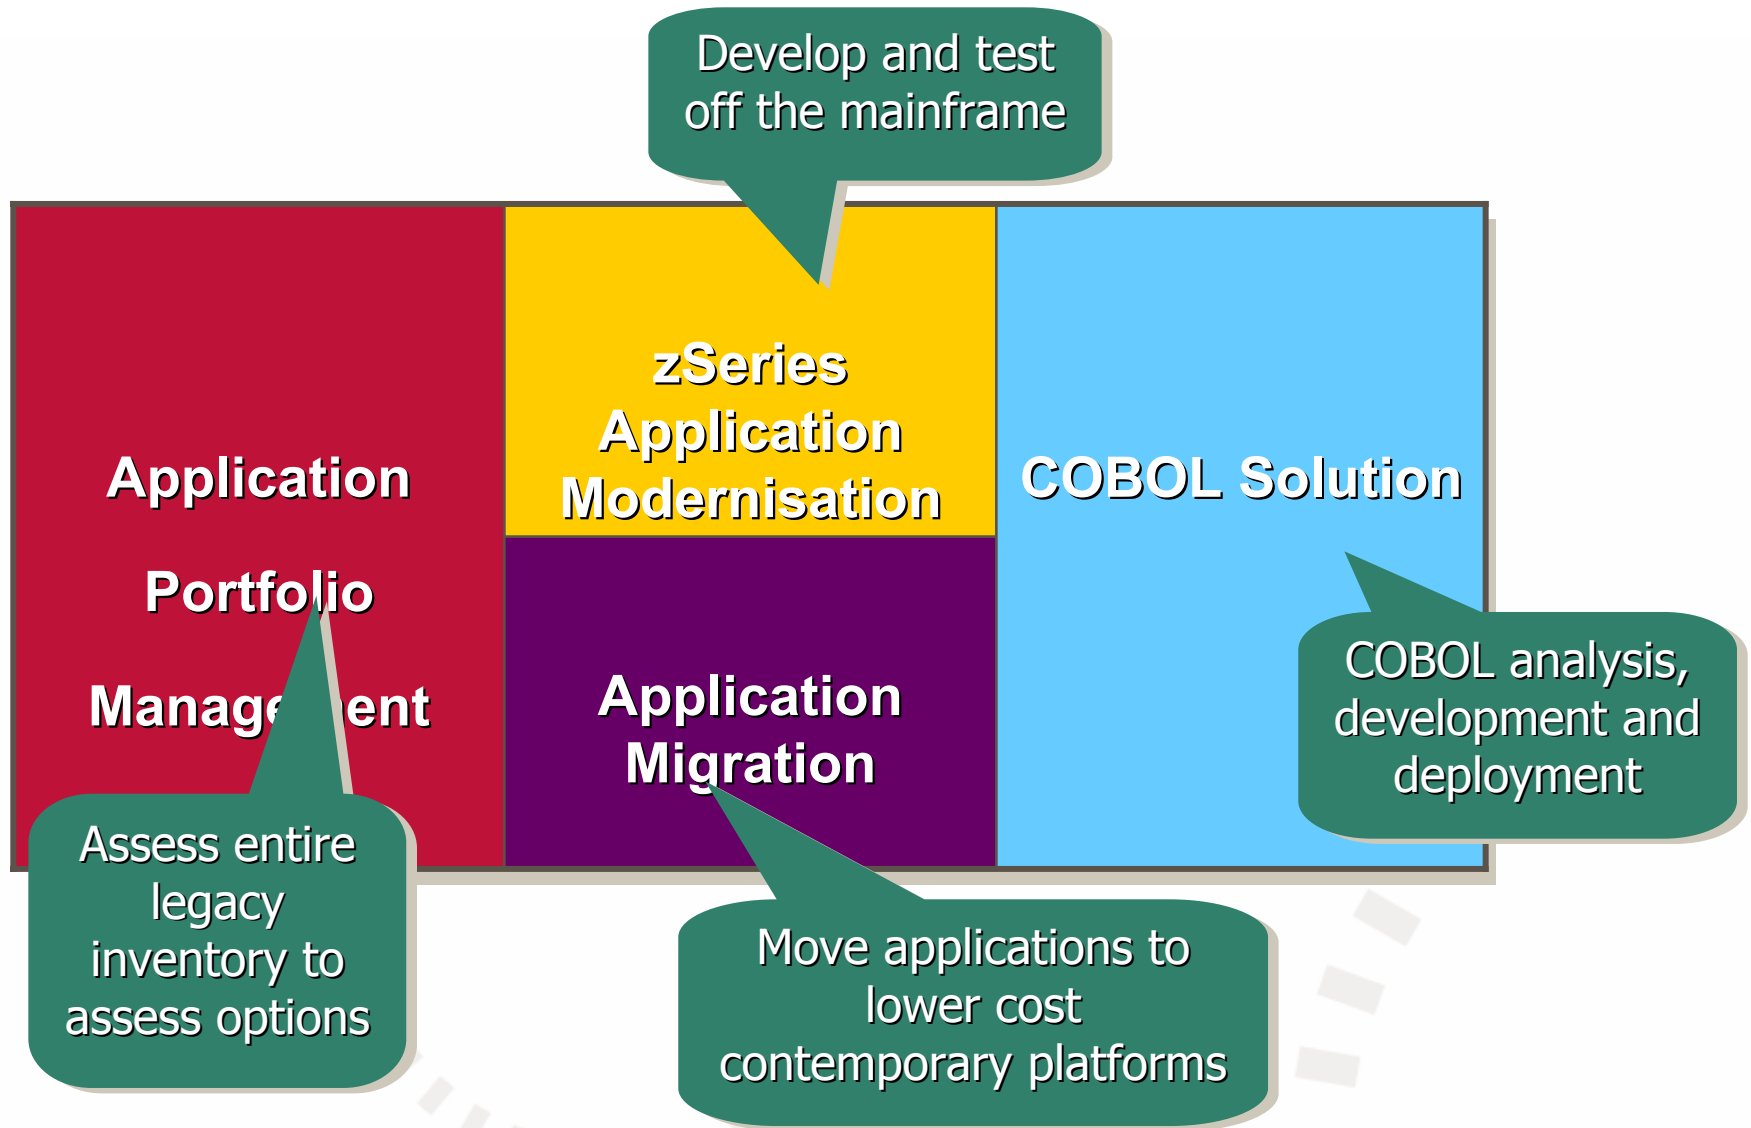 Develop and test
off the mainframe
Application
Portfolio
Management
zSeries
Application
Modernisation
Application
Migration
COBOL Solution
COBOL analysis,
development and
deployment
Assess entire
legacy
inventory to
assess options
Move applications to
lower cost
contemporary platforms